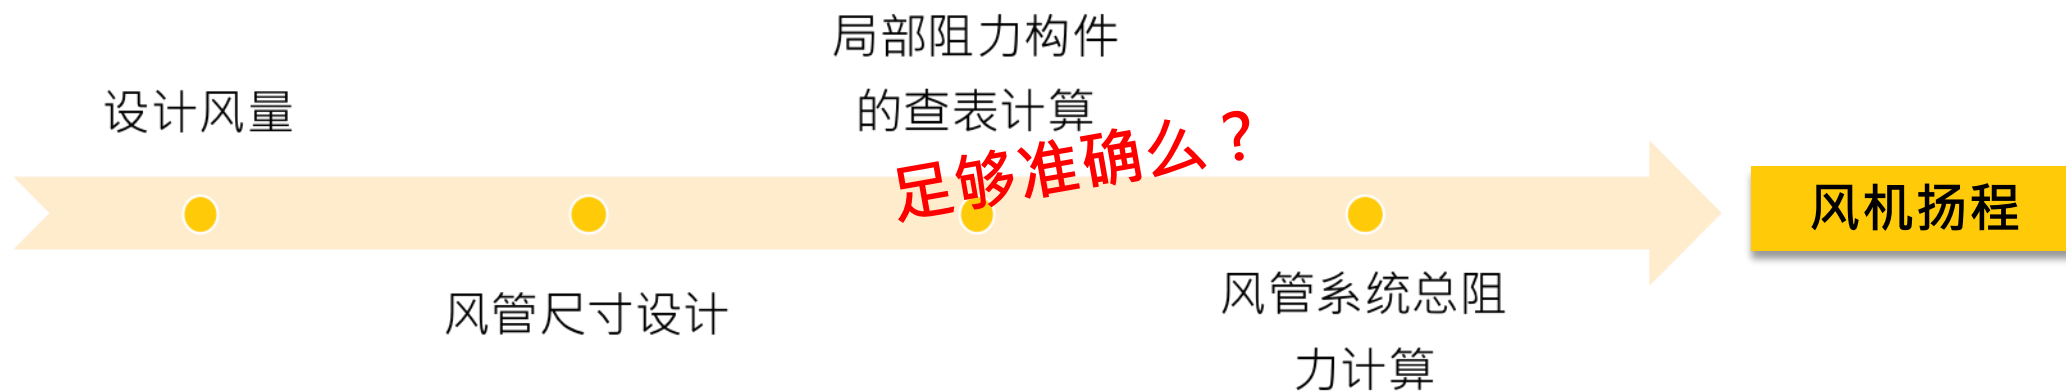 设计风量
风管尺寸设计
局部阻力构件
的查表计算
足够准确么？
风管系统总阻
力计算
风机扬程